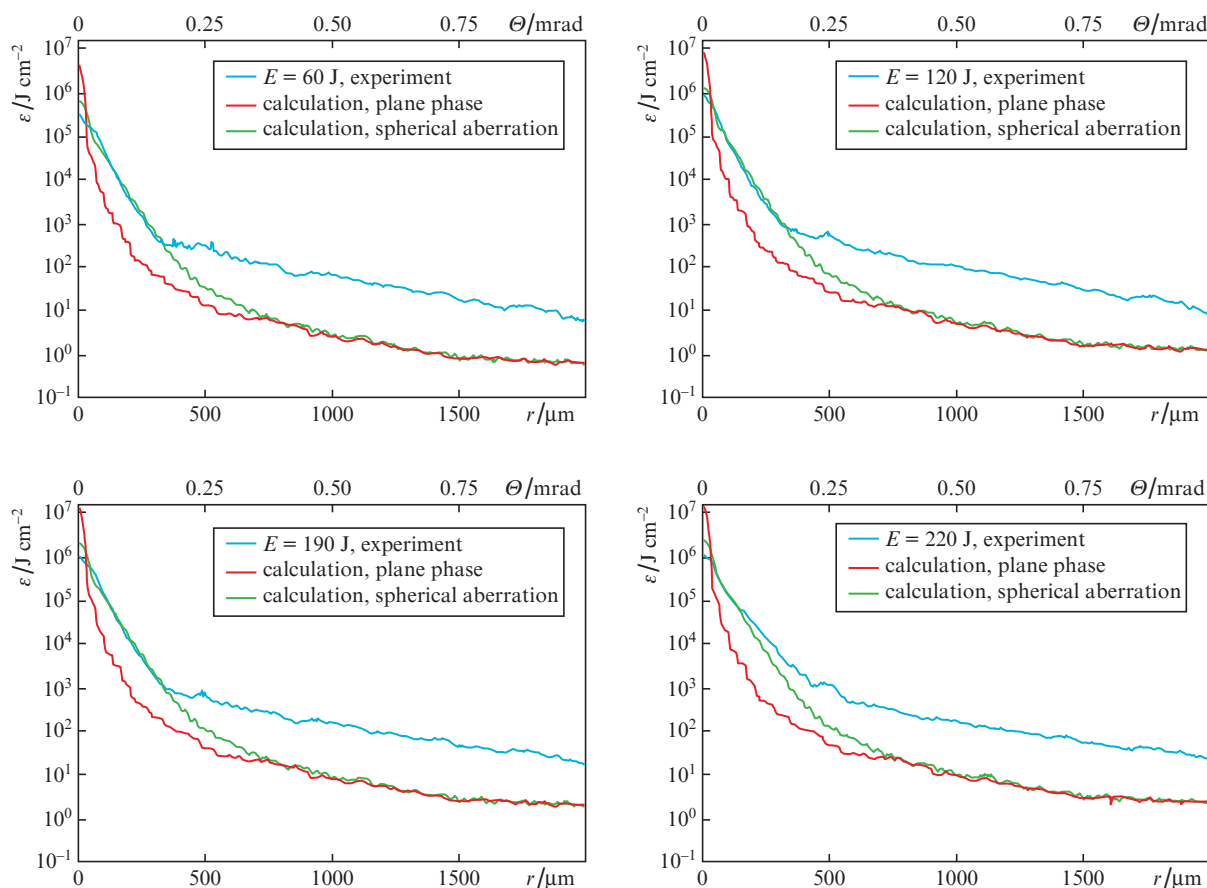 0 0.25 0.50 0.75 Θ/mrad
ε/J cm⁻²
10⁷
10⁶
10⁵
10⁴
10³
10²
10¹
10⁰
10⁻¹
E = 60 J, experiment
calculation, plane phase
calculation, spherical aberration
0 500 1000 1500 r/μm
0 0.25 0.50 0.75 Θ/mrad
ε/J cm⁻²
10⁷
10⁶
10⁵
10⁴
10³
10²
10¹
10⁰
10⁻¹
E = 120 J, experiment
calculation, plane phase
calculation, spherical aberration
0 500 1000 1500 r/μm
0 0.25 0.50 0.75 Θ/mrad
ε/J cm⁻²
10⁷
10⁶
10⁵
10⁴
10³
10²
10¹
10⁰
10⁻¹
E = 190 J, experiment
calculation, plane phase
calculation, spherical aberration
0 500 1000 1500 r/μm
0 0.25 0.50 0.75 Θ/mrad
ε/J cm⁻²
10⁷
10⁶
10⁵
10⁴
10³
10²
10¹
10⁰
10⁻¹
E = 220 J, experiment
calculation, plane phase
calculation, spherical aberration
0 500 1000 1500 r/μm